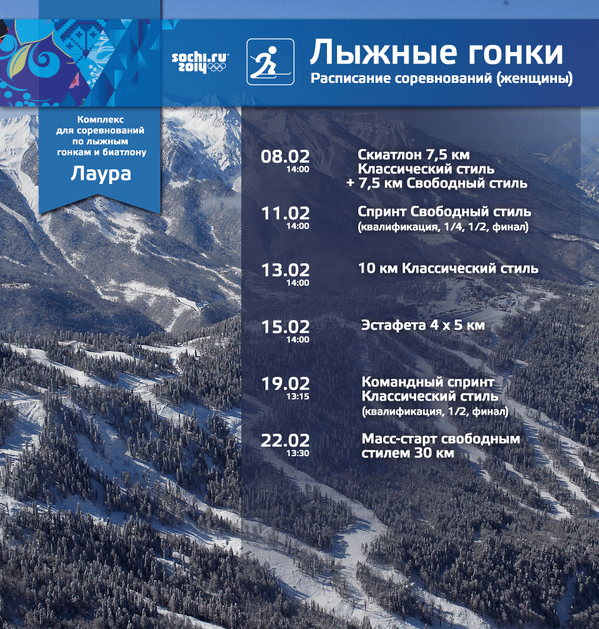 sochi.ru
2014
Лыжные гонки
Расписание соревнований (женщины)
Комплекс
для соревнований
по лыжным
гонкам и биатлону
Лаура
08.02
14:00
Скиатлон 7,5 км
Классический стиль
+ 7,5 км Свободный стиль
11.02
14:00
Спринт Свободный стиль
(квалификация, 1/4, 1/2, финал)
13.02
14:00
10 км Классический стиль
15.02
14:00
Эстафета 4 x 5 км
19.02
13:15
Командный спринт
Классический стиль
(квалификация, 1/2, финал)
22.02
13:30
Масс-старт свободным
стилем 30 км